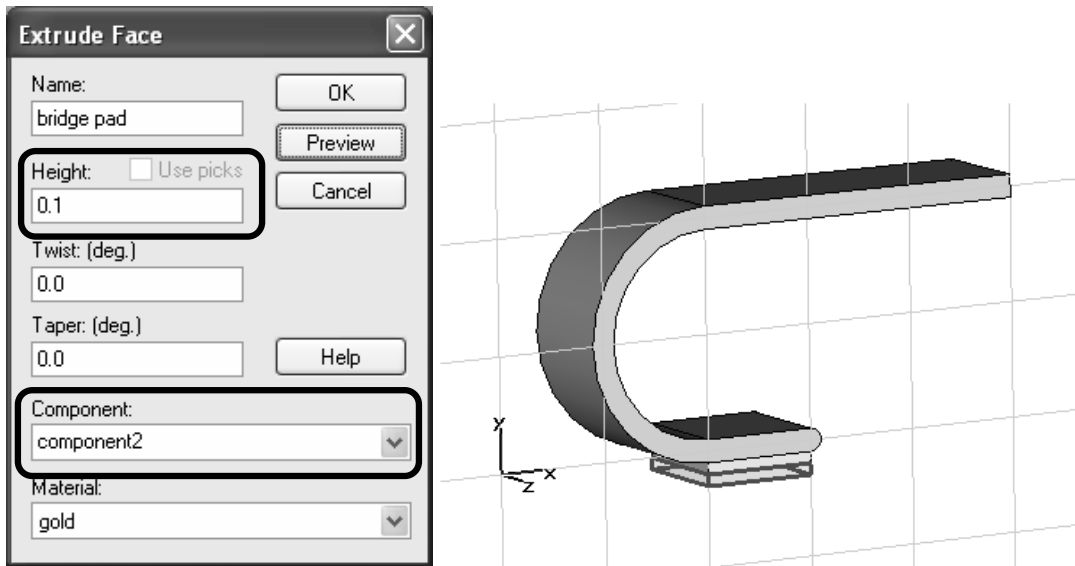 Extrude Face
Name:
OK
bridge pad
Preview
Height:
Use picks
Cancel
0.1
Twist: (deg.)
0.0
Taper: (deg.)
0.0
Help
Component:
component2
Material:
gold
y
x
z